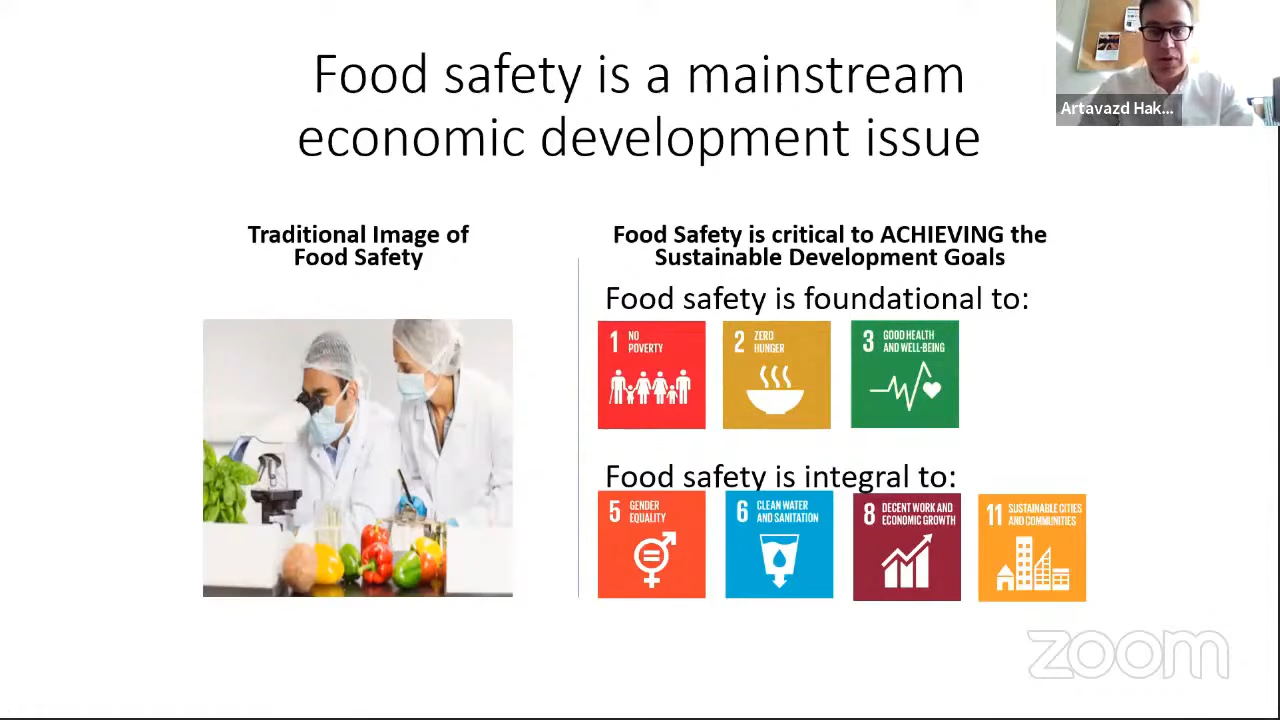 Food safety is a mainstream
economic development issue
Artavazd Hak...
Traditional Image of
Food Safety
Food Safety is critical to ACHIEVING the
Sustainable Development Goals
Food safety is foundational to:
1 NO
POVERTY
2 ZERO
HUNGER
3 GOOD HEALTH
AND WELL-BEING
Food safety is integral to:
5 GENDER
EQUALITY
6 CLEAN WATER
AND SANITATION
8 DECENT WORK AND
ECONOMIC GROWTH
11 SUSTAINABLE CITIES
AND COMMUNITIES
zoom